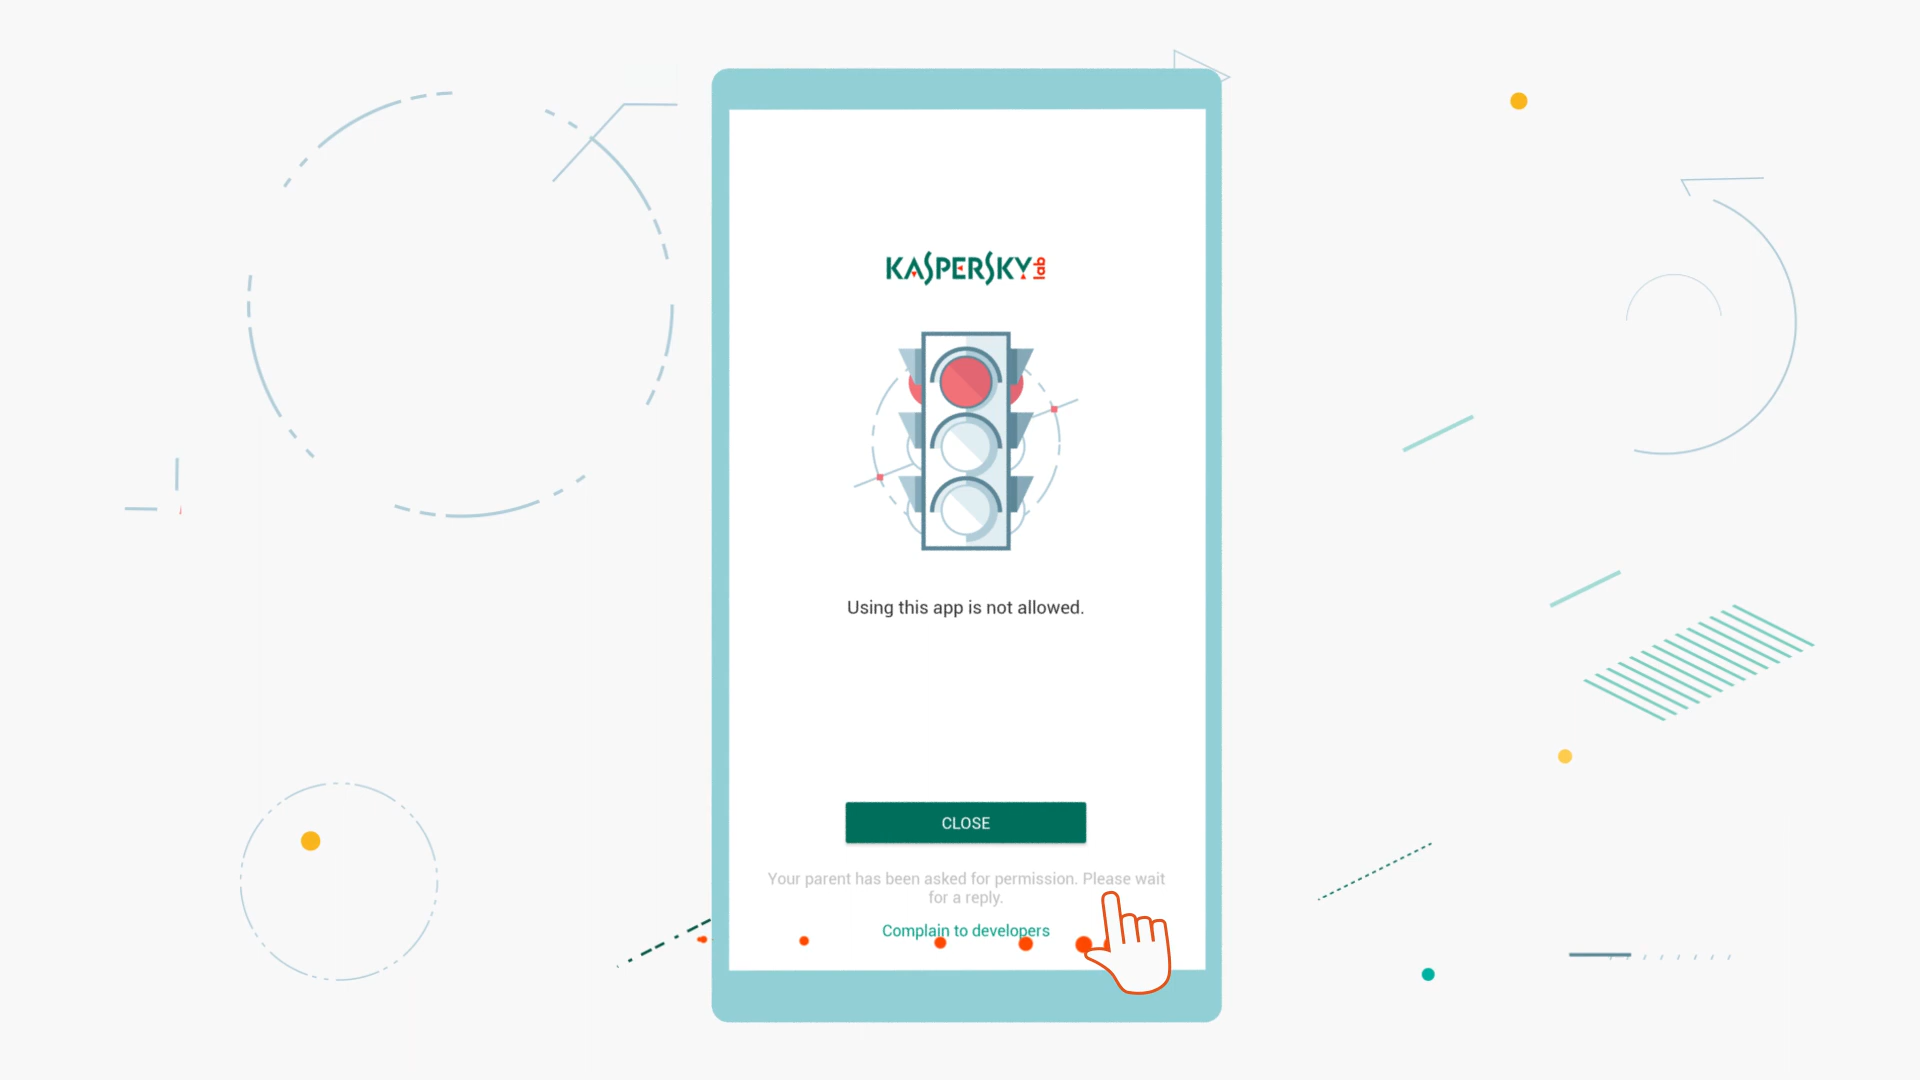 KASPERSKY lab
Using this app is not allowed.
CLOSE
Your parent has been asked for permission. Please wait
for a reply.
Complain to developers